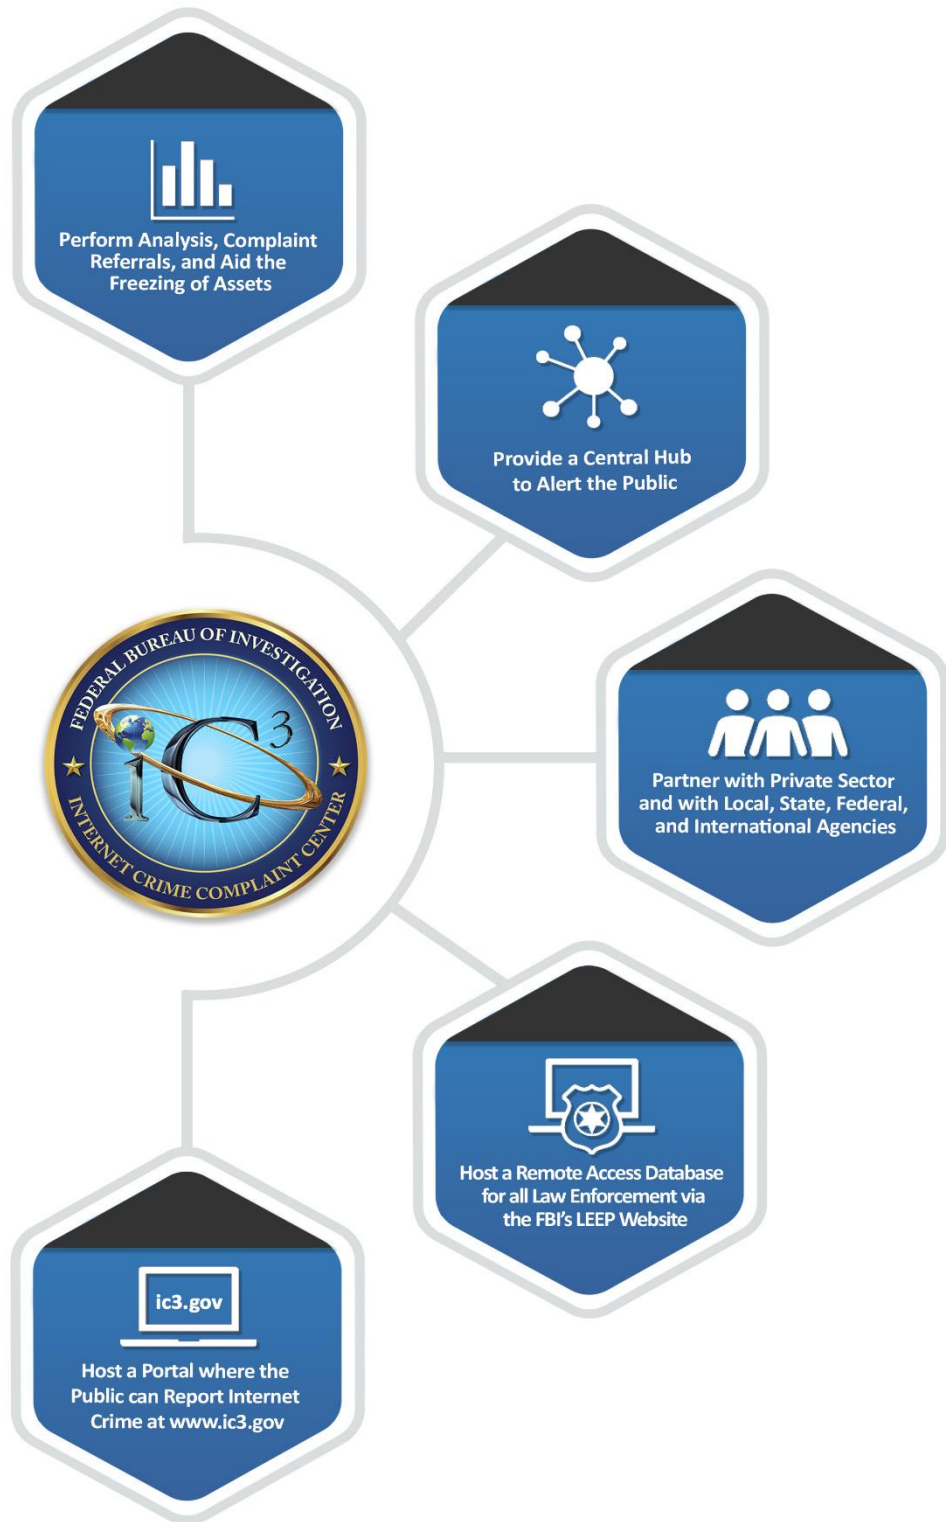 Perform Analysis, Complaint
Referrals, and Aid the
Freezing of Assets
Provide a Central Hub
to Alert the Public
FEDERAL BUREAU OF INVESTIGATION
iC3
INTERNET CRIME COMPLAINT CENTER
Partner with Private Sector
and with Local, State, Federal,
and International Agencies
Host a Remote Access Database
for all Law Enforcement via
the FBI's LEEP Website
ic3.gov
Host a Portal where the
Public can Report Internet
Crime at www.ic3.gov